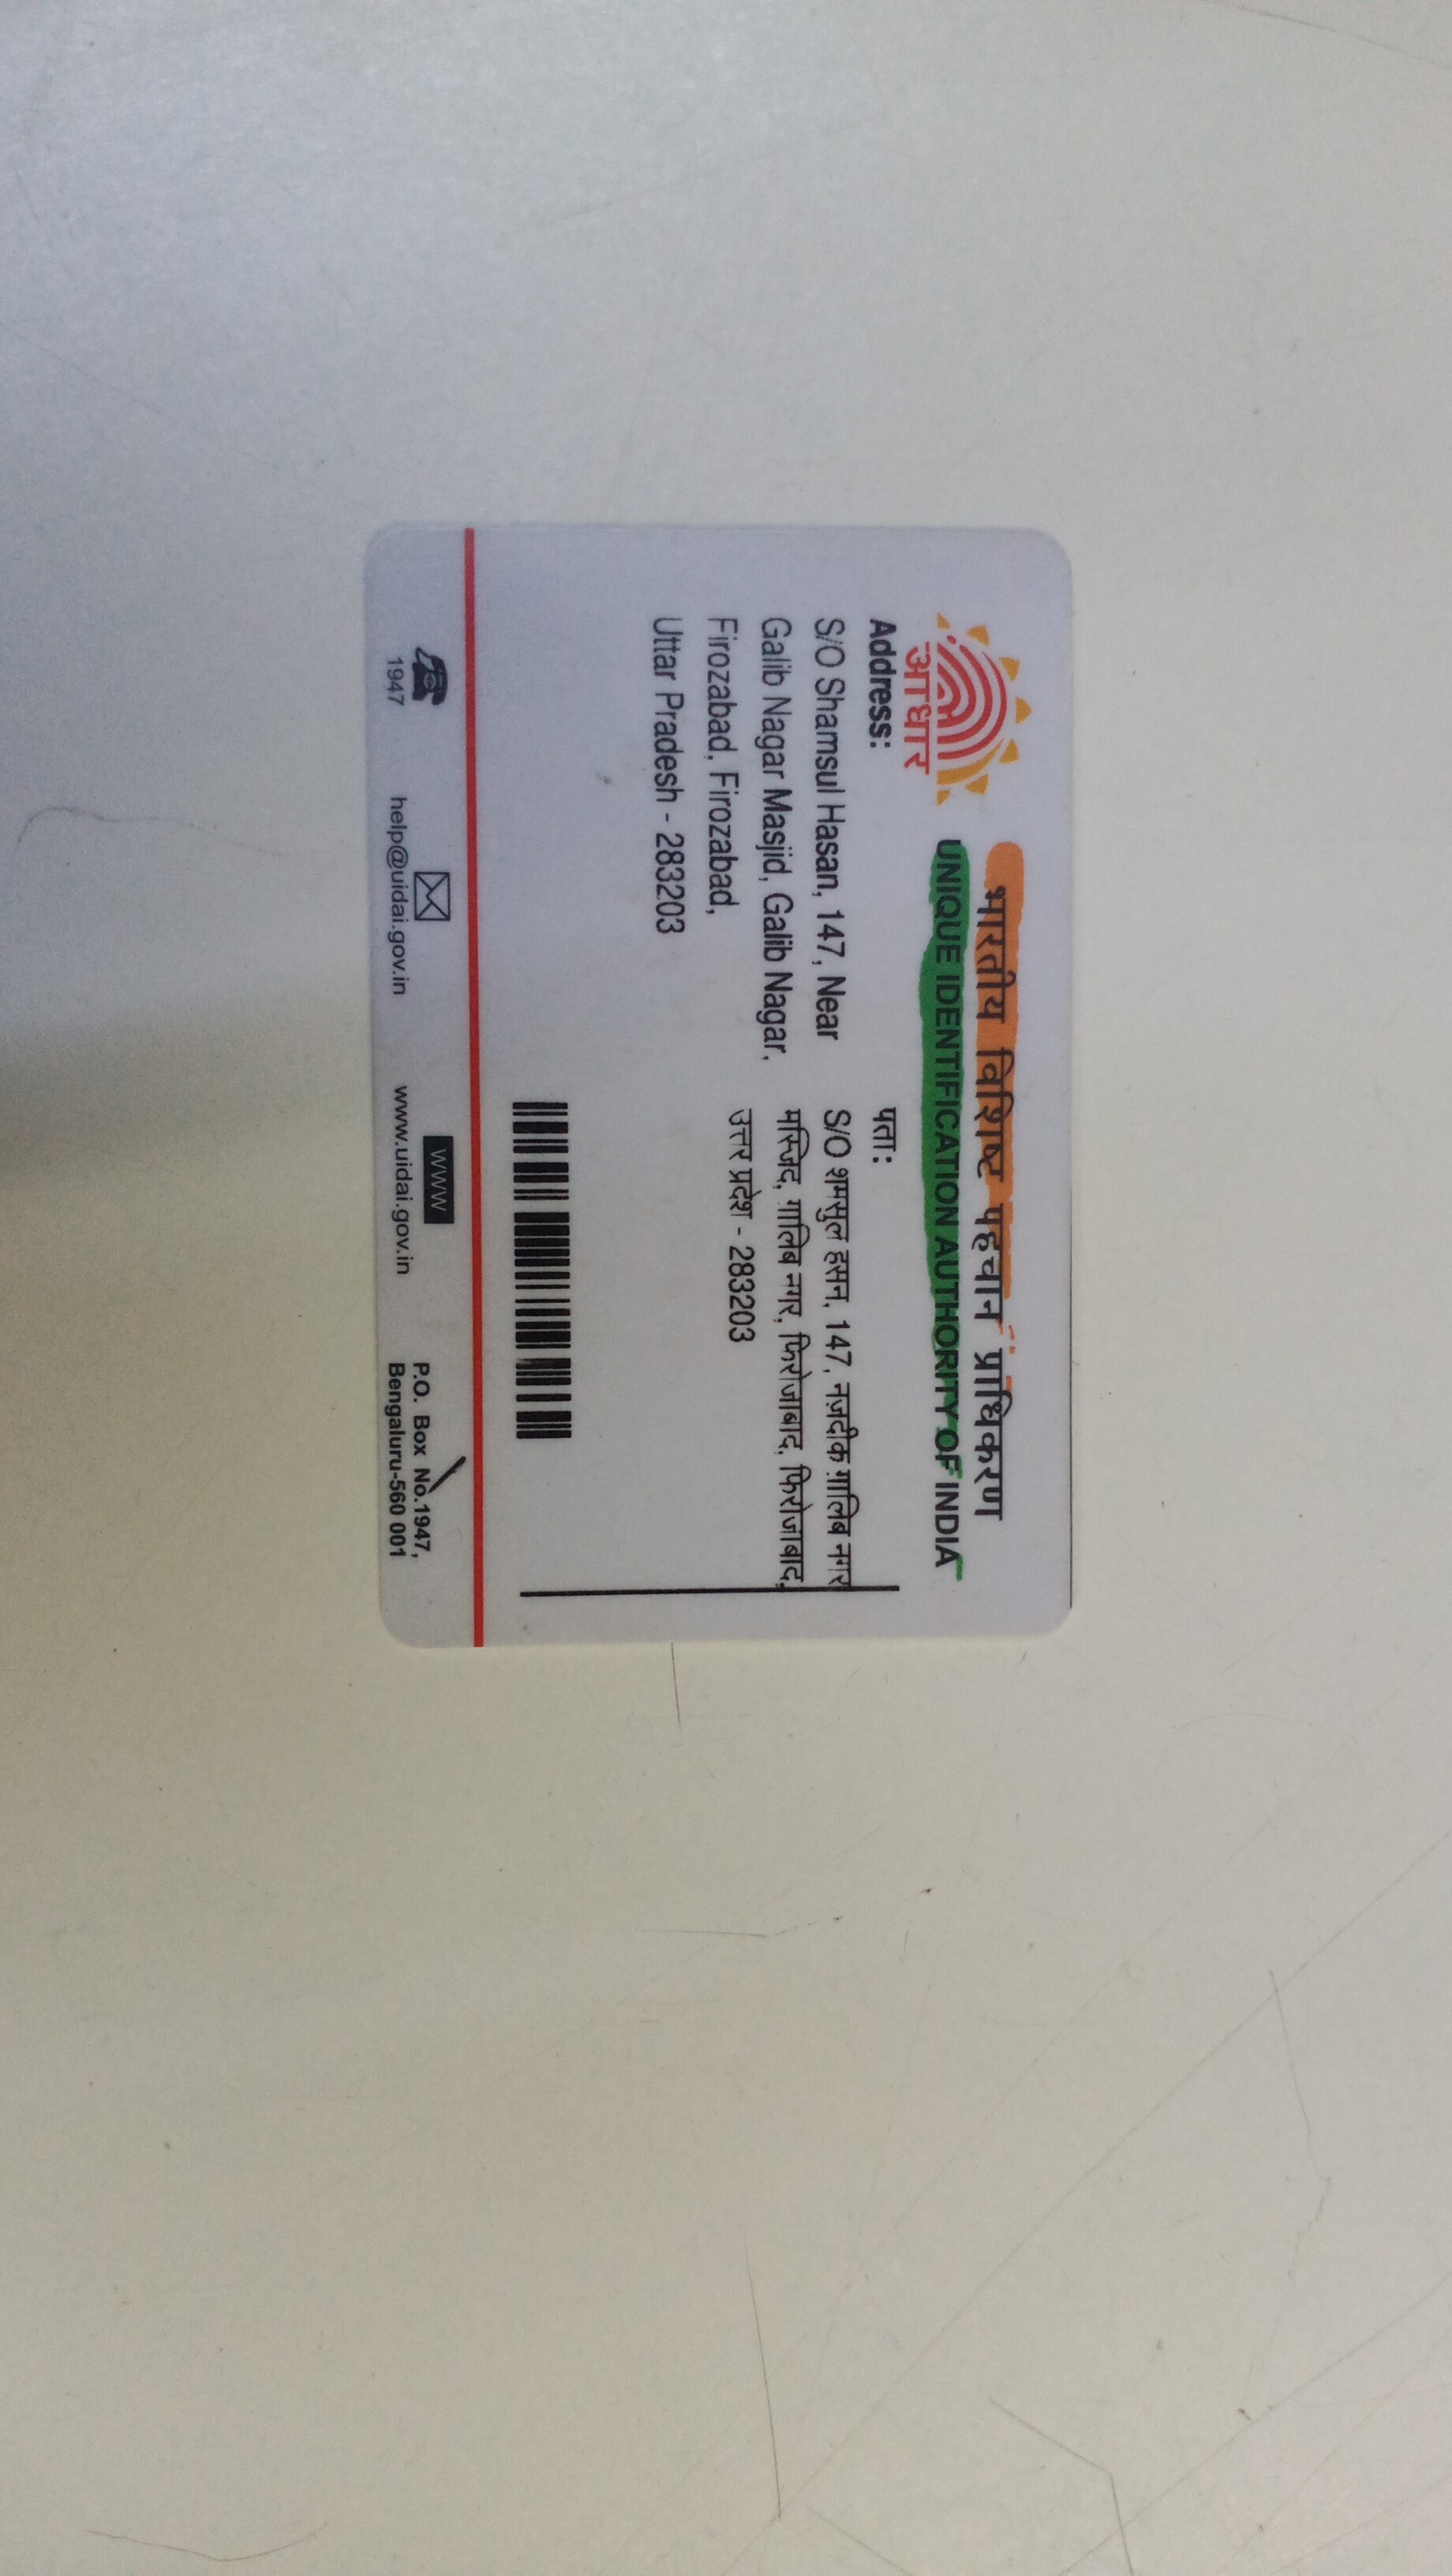 आधार
भारतीय विशिष्ट पहचान प्राधिकरण
UNIQUE IDENTIFICATION AUTHORITY OF INDIA
Address:
S/O Shamsul Hasan, 147, Near
Galib Nagar Masjid, Galib Nagar,
Firozabad, Firozabad,
Uttar Pradesh - 283203
पता:
S/O शमसुल हसन, 147, नज़दीक ग़ालिब नगर
मस्जिद, ग़ालिब नगर, फिरोजाबाद, फिरोजाबाद,
उत्तर प्रदेश - 283203
1947
help@uidai.gov.in
WWW
www.uidai.gov.in
P.O. Box No.1947,
Bengaluru-560 001